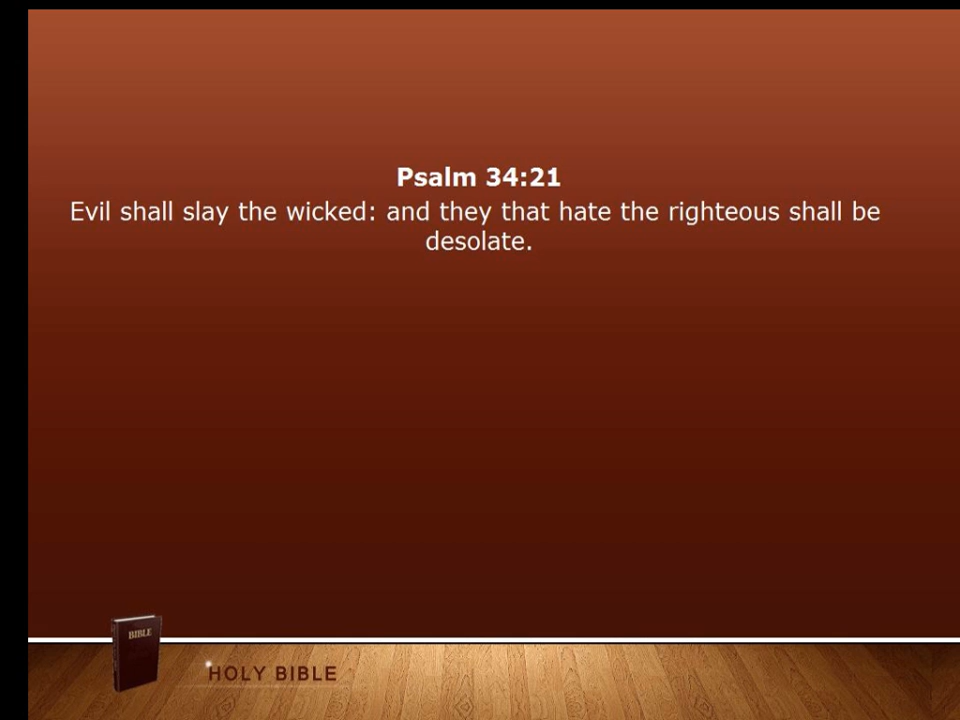 Psalm 34:21
Evil shall slay the wicked: and they that hate the righteous shall be
desolate.
BIBLE
HOLY BIBLE